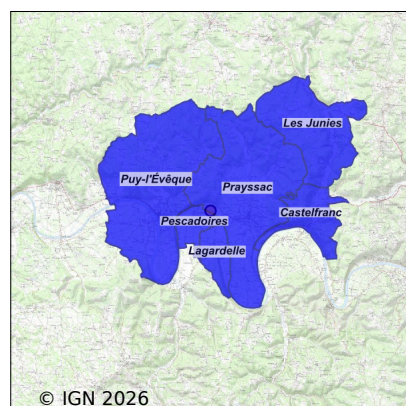 Les Junies
Puy-l'Évêque
Prayssac
Castelfranc
Pescadoires
Lagardelle
© IGN 2026